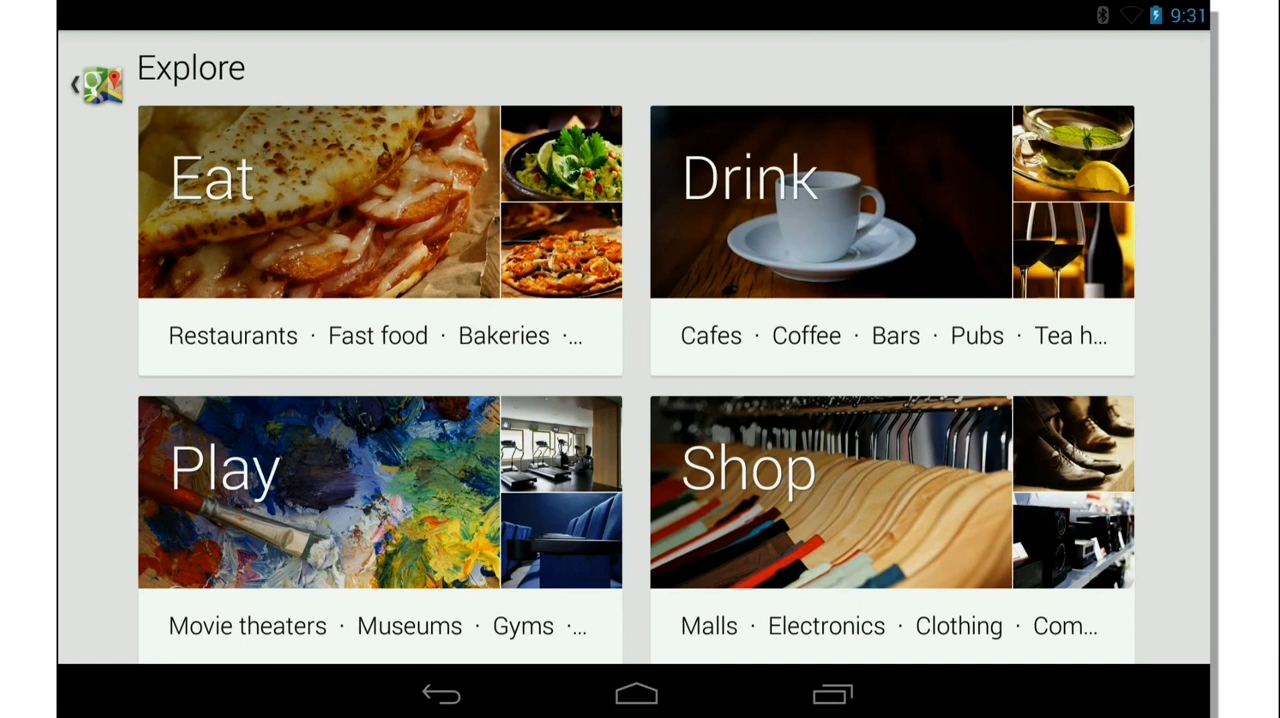 9:31
Explore
Eat
Restaurants · Fast food · Bakeries ·...
Drink
Cafes · Coffee · Bars · Pubs · Tea h...
Play
Movie theaters · Museums · Gyms ·...
Shop
Malls · Electronics · Clothing · Com...